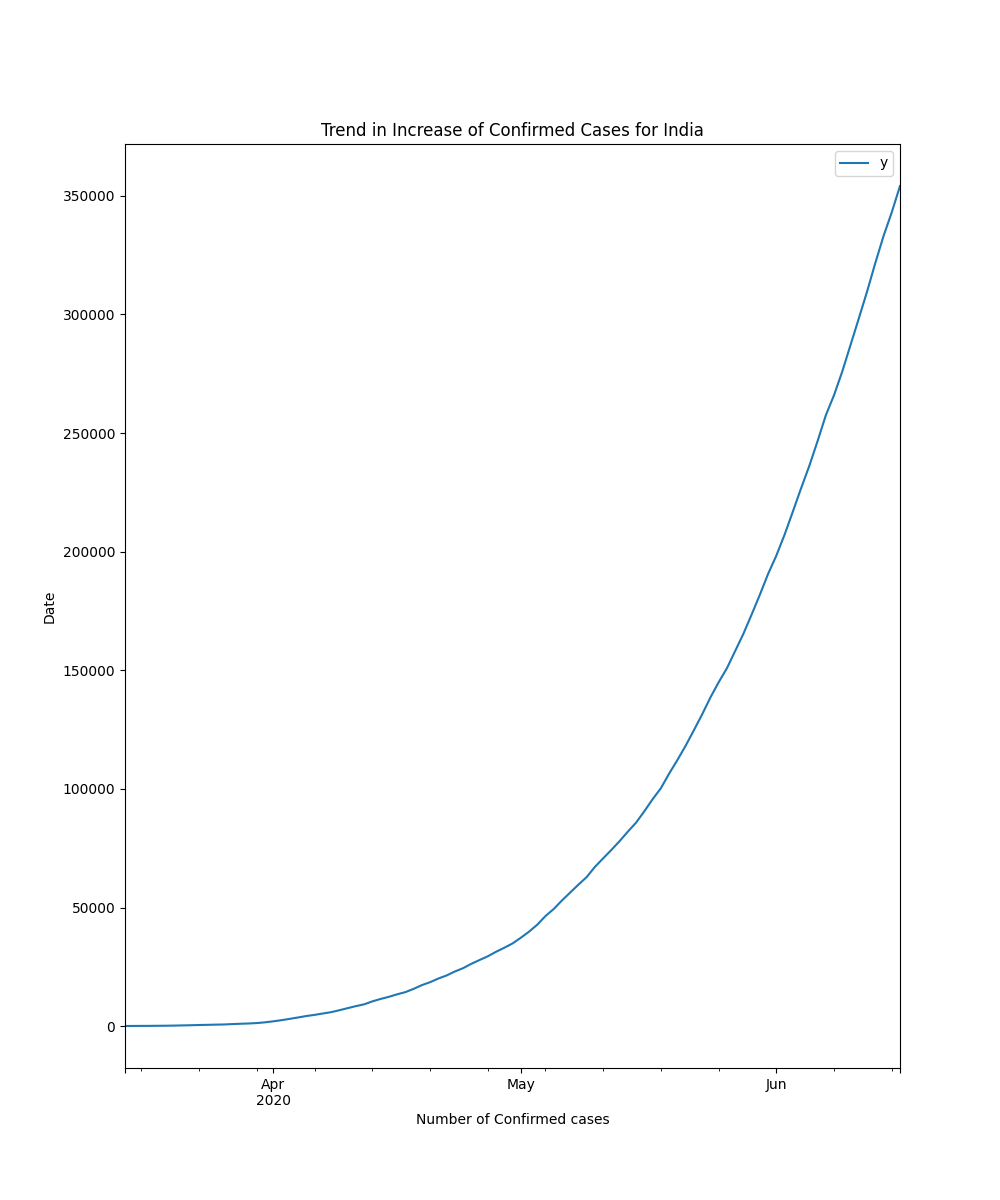 Trend in Increase of Confirmed Cases for India
y
350000
300000
250000
200000
150000
100000
50000
0
Date
Apr
2020
May
Jun
Number of Confirmed cases